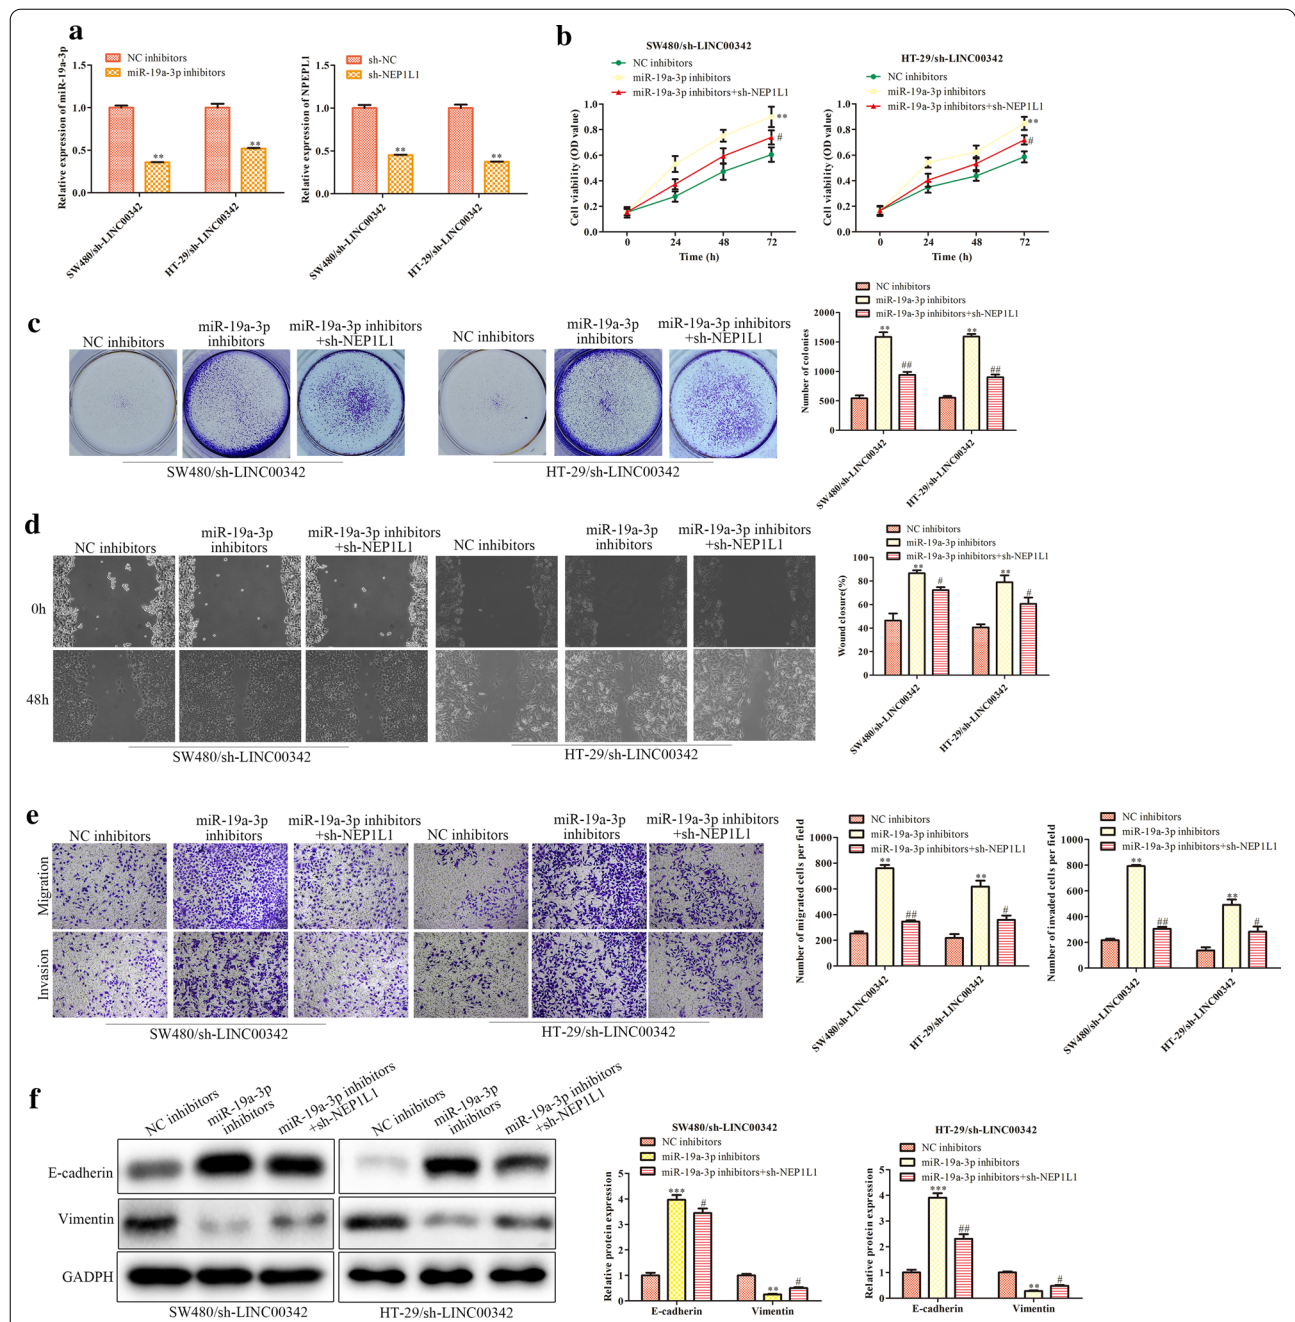 a
NC inhibitors
miR-19a-3p inhibitors
Relative expression of miR-19a-3p
1.5
1.0
0.5
0.0
**
**
SW480/sh-LINC00342
HT-29/sh-LINC00342
sh-NC
sh-NEP1L1
Relative expression of NPEPL1
1.5
1.0
0.5
0.0
**
**
SW480/sh-LINC00342
HT-29/sh-LINC00342
b
SW480/sh-LINC00342
NC inhibitors
miR-19a-3p inhibitors
miR-19a-3p inhibitors+sh-NEP1L1
Cell viability (OD value)
1.0
0.8
0.6
0.4
0.2
0.0
**
#
0 24 48 72
Time (h)
HT-29/sh-LINC00342
NC inhibitors
miR-19a-3p inhibitors
miR-19a-3p inhibitors+sh-NEP1L1
Cell viability (OD value)
1.0
0.8
0.6
0.4
0.2
0.0
**
#
0 24 48 72
Time (h)
c
NC inhibitors
miR-19a-3p
inhibitors
miR-19a-3p inhibitors
+sh-NEP1L1
NC inhibitors
miR-19a-3p
inhibitors
miR-19a-3p inhibitors
+sh-NEP1L1
SW480/sh-LINC00342
HT-29/sh-LINC00342
NC inhibitors
miR-19a-3p inhibitors
miR-19a-3p inhibitors+sh-NEP1L1
Number of colonies
2000
1500
1000
500
0
**
##
**
##
SW480/sh-LINC00342
HT-29/sh-LINC00342
d
NC inhibitors
miR-19a-3p
inhibitors
miR-19a-3p inhibitors
+sh-NEP1L1
NC inhibitors
miR-19a-3p
inhibitors
miR-19a-3p inhibitors
+sh-NEP1L1
0h
48h
SW480/sh-LINC00342
HT-29/sh-LINC00342
NC inhibitors
miR-19a-3p inhibitors
miR-19a-3p inhibitors+sh-NEP1L1
Wound closure(%)
100
80
60
40
20
0
**
#
**
#
SW480/sh-LINC00342
HT-29/sh-LINC00342
e
NC inhibitors
miR-19a-3p
inhibitors
miR-19a-3p inhibitors
+sh-NEP1L1
NC inhibitors
miR-19a-3p
inhibitors
miR-19a-3p inhibitors
+sh-NEP1L1
Migration
Invasion
SW480/sh-LINC00342
HT-29/sh-LINC00342
NC inhibitors
miR-19a-3p inhibitors
miR-19a-3p inhibitors+sh-NEP1L1
Number of migrated cells per field
1000
800
600
400
200
0
**
##
**
#
SW480/sh-LINC00342
HT-29/sh-LINC00342
NC inhibitors
miR-19a-3p inhibitors
miR-19a-3p inhibitors+sh-NEP1L1
Number of invaded cells per field
1000
800
600
400
200
0
**
##
**
#
SW480/sh-LINC00342
HT-29/sh-LINC00342
f
NC inhibitors
miR-19a-3p
inhibitors
miR-19a-3p inhibitors
+sh-NEP1L1
NC inhibitors
miR-19a-3p
inhibitors
miR-19a-3p inhibitors
+sh-NEP1L1
E-cadherin
Vimentin
GADPH
SW480/sh-LINC00342
HT-29/sh-LINC00342
SW480/sh-LINC00342
NC inhibitors
miR-19a-3p inhibitors
miR-19a-3p inhibitors+sh-NEP1L1
Relative protein expression
5
4
3
2
1
0
***
#
**
#
E-cadherin Vimentin
HT-29/sh-LINC00342
NC inhibitors
miR-19a-3p inhibitors
miR-19a-3p inhibitors+sh-NEP1L1
Relative protein expression
5
4
3
2
1
0
***
##
**
#
E-cadherin Vimentin